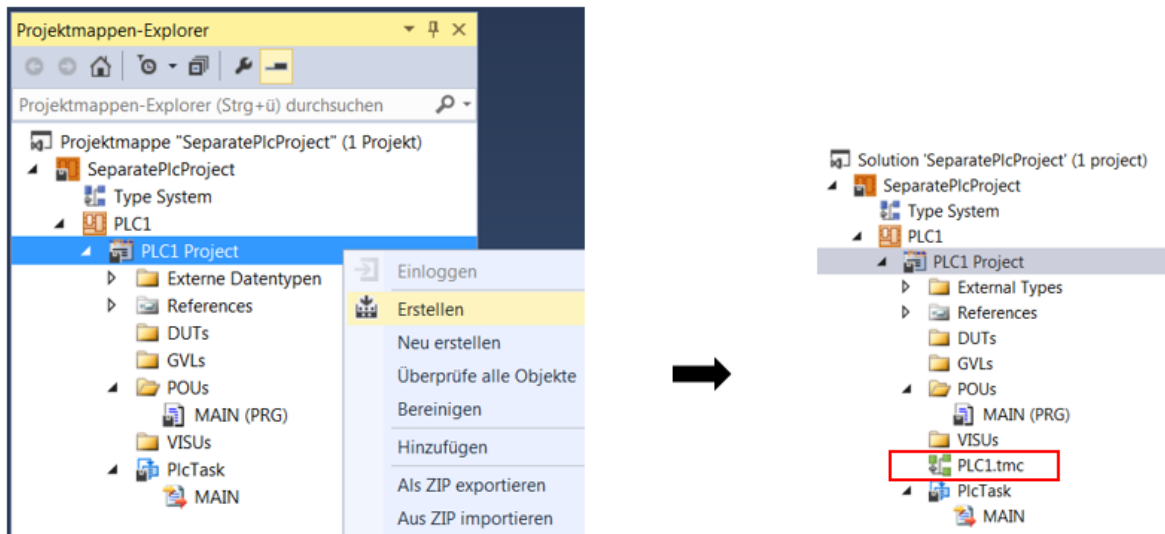 Projektmappen-Explorer
Projektmappen-Explorer (Strg+ü) durchsuchen
Projektmappe "SeparatePlcProject" (1 Projekt)
SeparatePlcProject
Type System
PLC1
PLC1 Project
Externe Datentypen
References
DUTs
GVLs
POUs
MAIN (PRG)
VISUs
PlcTask
MAIN
Einloggen
Erstellen
Neu erstellen
Überprüfe alle Objekte
Bereinigen
Hinzufügen
Als ZIP exportieren
Aus ZIP importieren
Solution 'SeparatePlcProject' (1 project)
SeparatePlcProject
Type System
PLC1
PLC1 Project
External Types
References
DUTs
GVLs
POUs
MAIN (PRG)
VISUs
PLC1.tmc
PlcTask
MAIN